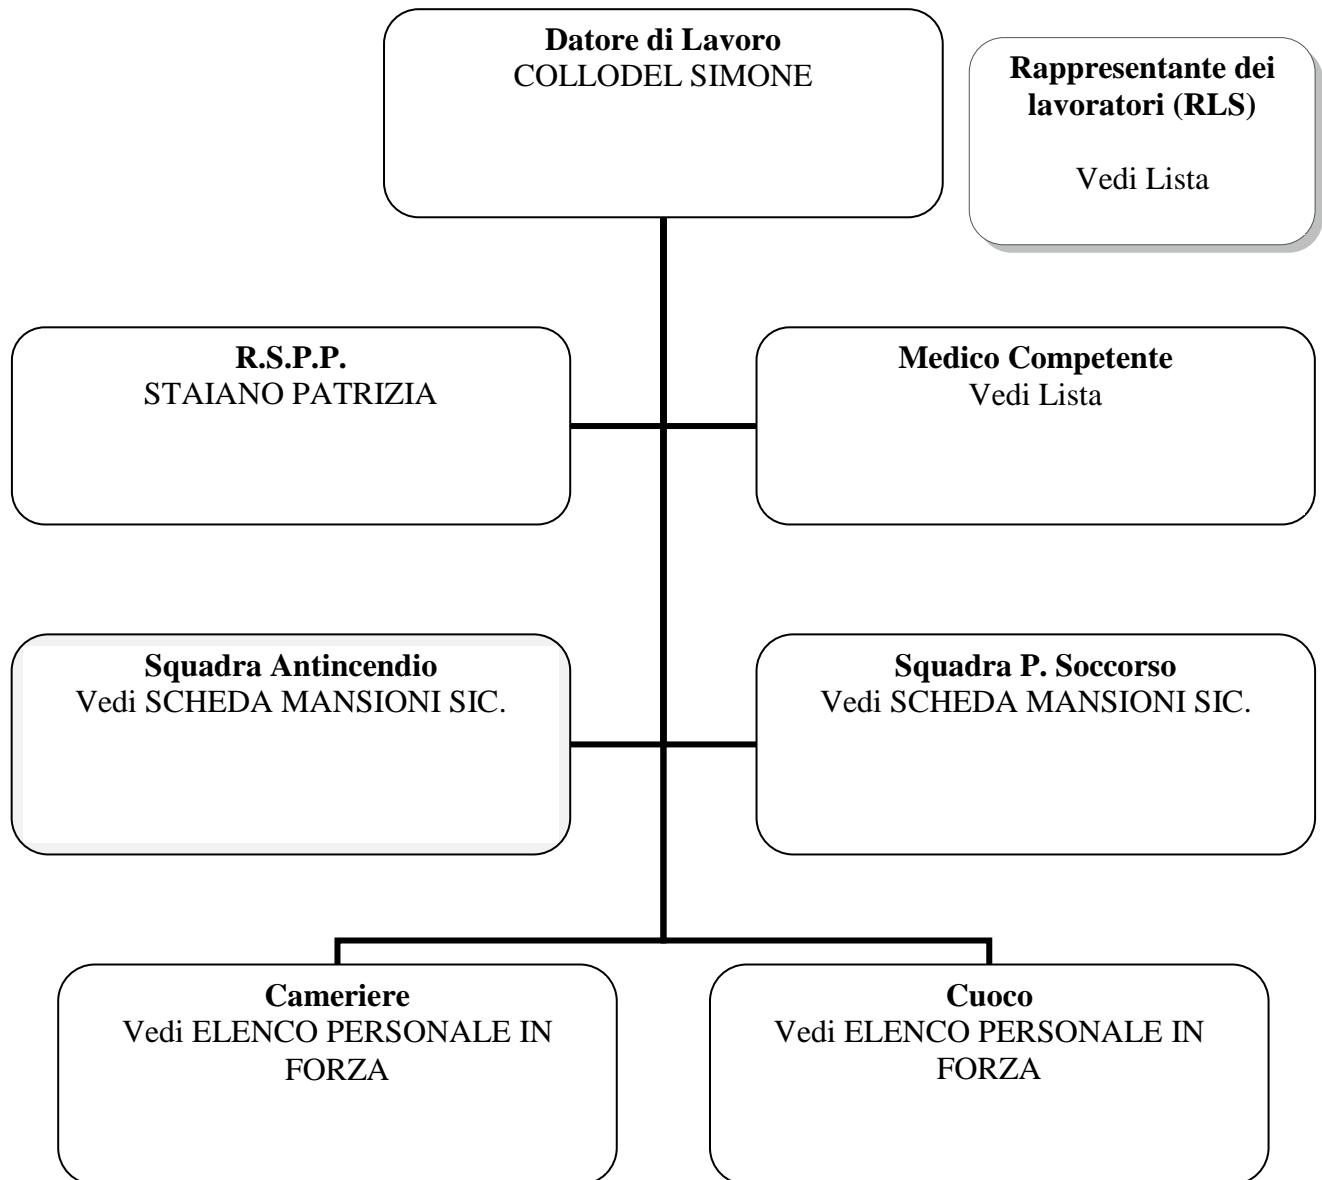 Datore di Lavoro
COLLODEL SIMONE
Rappresentante dei
lavoratori (RLS)
Vedi Lista
R.S.P.P.
STAIANO PATRIZIA
Medico Competente
Vedi Lista
Squadra Antincendio
Vedi SCHEDA MANSIONI SIC.
Squadra P. Soccorso
Vedi SCHEDA MANSIONI SIC.
Cameriere
Vedi ELENCO PERSONALE IN
FORZA
Cuoco
Vedi ELENCO PERSONALE IN
FORZA